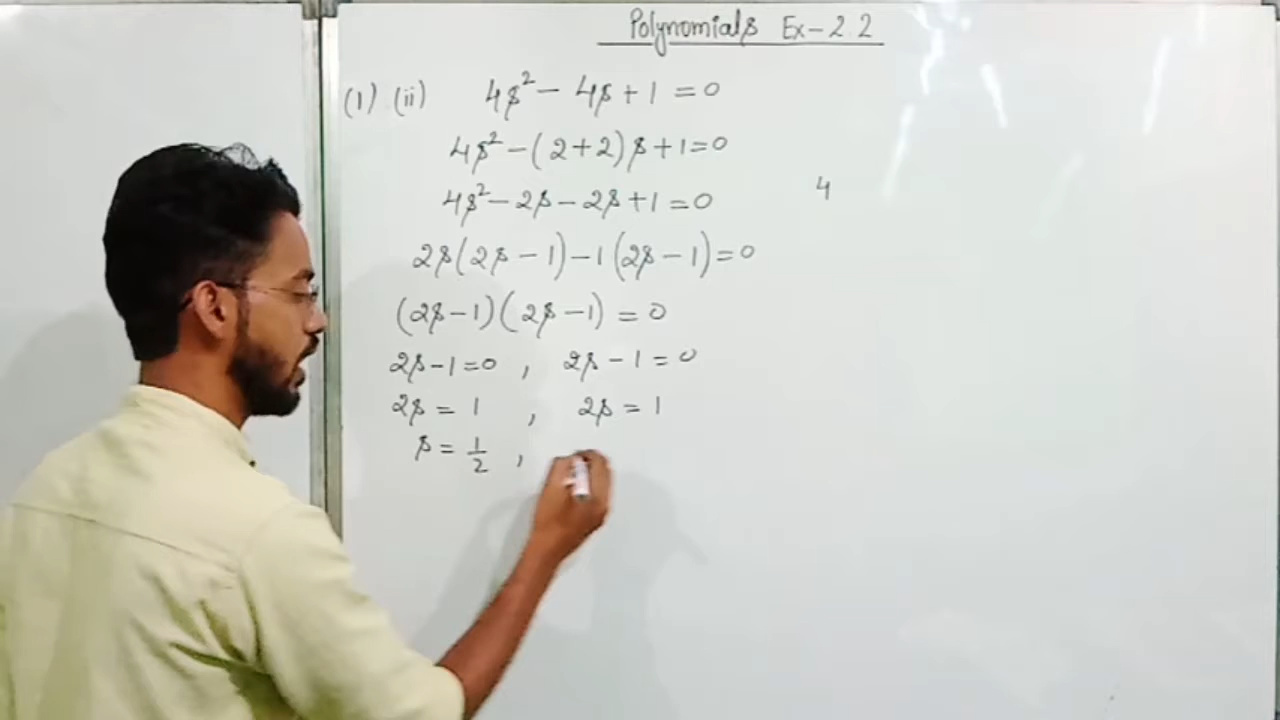 Polynomials Ex-2.2
(1) (ii) 4s² - 4s + 1 = 0
4s² - (2+2)s + 1 = 0
4s² - 2s - 2s + 1 = 0
4
2s(2s - 1) - 1(2s - 1) = 0
(2s - 1)(2s - 1) = 0
2s - 1 = 0 , 2s - 1 = 0
2s = 1 , 2s = 1
s = 1/2 ,